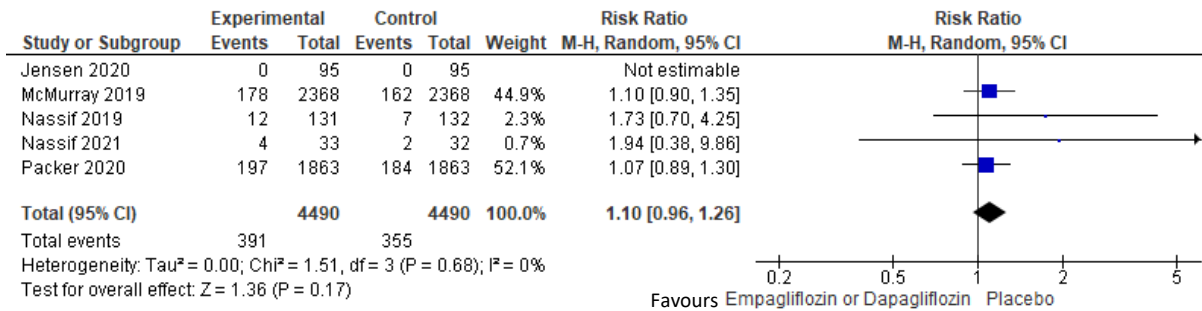 Experimental Control Risk Ratio Risk Ratio
Study or Subgroup Events Total Events Total Weight M-H, Random, 95% CI M-H, Random, 95% CI
Jensen 2020 0 95 0 95 Not estimable
McMurray 2019 178 2368 162 2368 44.9% 1.10 [0.90, 1.35]
Nassif 2019 12 131 7 132 2.3% 1.73 [0.70, 4.25]
Nassif 2021 4 33 2 32 0.7% 1.94 [0.38, 9.86]
Packer 2020 197 1863 184 1863 52.1% 1.07 [0.89, 1.30]
Total (95% CI) 4490 4490 100.0% 1.10 [0.96, 1.26]
Total events 391 355
Heterogeneity: Tau² = 0.00; Chi² = 1.51, df = 3 (P = 0.68); I² = 0%
Test for overall effect: Z = 1.36 (P = 0.17)
0.2 0.5 1 2 5
Favours Empagliflozin or Dapagliflozin Placebo